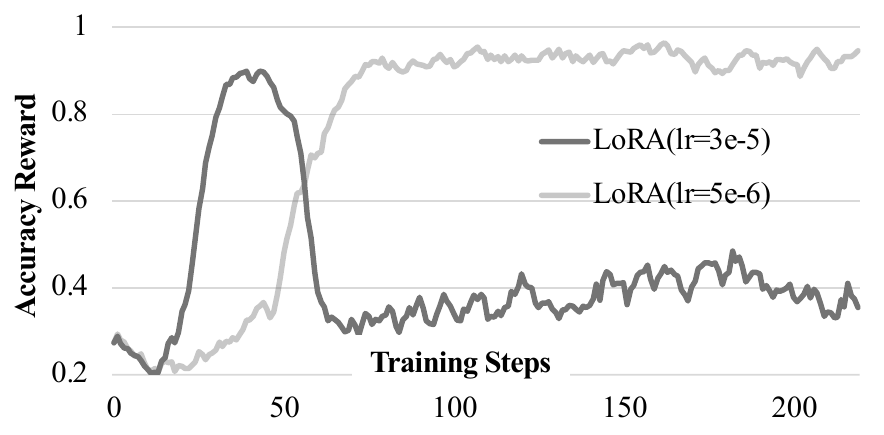 1
0.8
0.6
0.4
0.2
Accuracy Reward
LoRA(lr=3e-5)
LoRA(lr=5e-6)
Training Steps
0
50
100
150
200